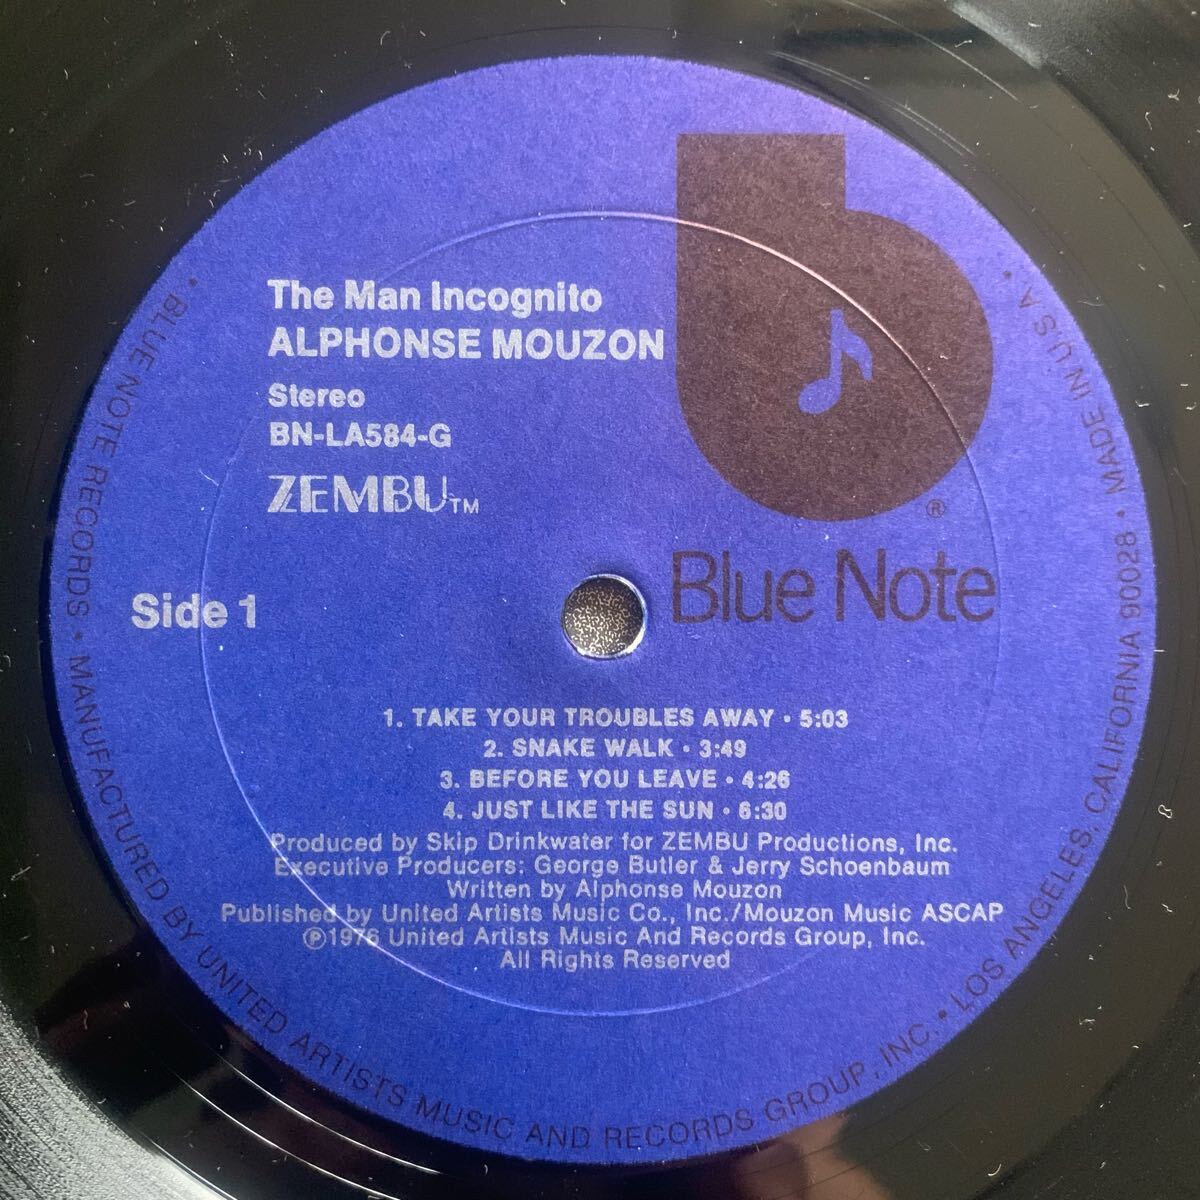 The Man Incognito
ALPHONSE MOUZON
Stereo
BN-LA584-G
ZEMBU™
b
®
Blue Note
Side 1
1. TAKE YOUR TROUBLES AWAY • 5:03
2. SNAKE WALK • 3:49
3. BEFORE YOU LEAVE • 4:26
4. JUST LIKE THE SUN • 6:30
Produced by Skip Drinkwater for ZEMBU Productions, Inc.
Executive Producers: George Butler & Jerry Schoenbaum
Written by Alphonse Mouzon
Published by United Artists Music Co., Inc./Mouzon Music ASCAP
℗1976 United Artists Music And Records Group, Inc.
All Rights Reserved
• BLUE NOTE RECORDS • MANUFACTURED BY UNITED ARTISTS MUSIC AND RECORDS GROUP, INC. • LOS ANGELES, CALIFORNIA 90028 • MADE IN U.S.A. •